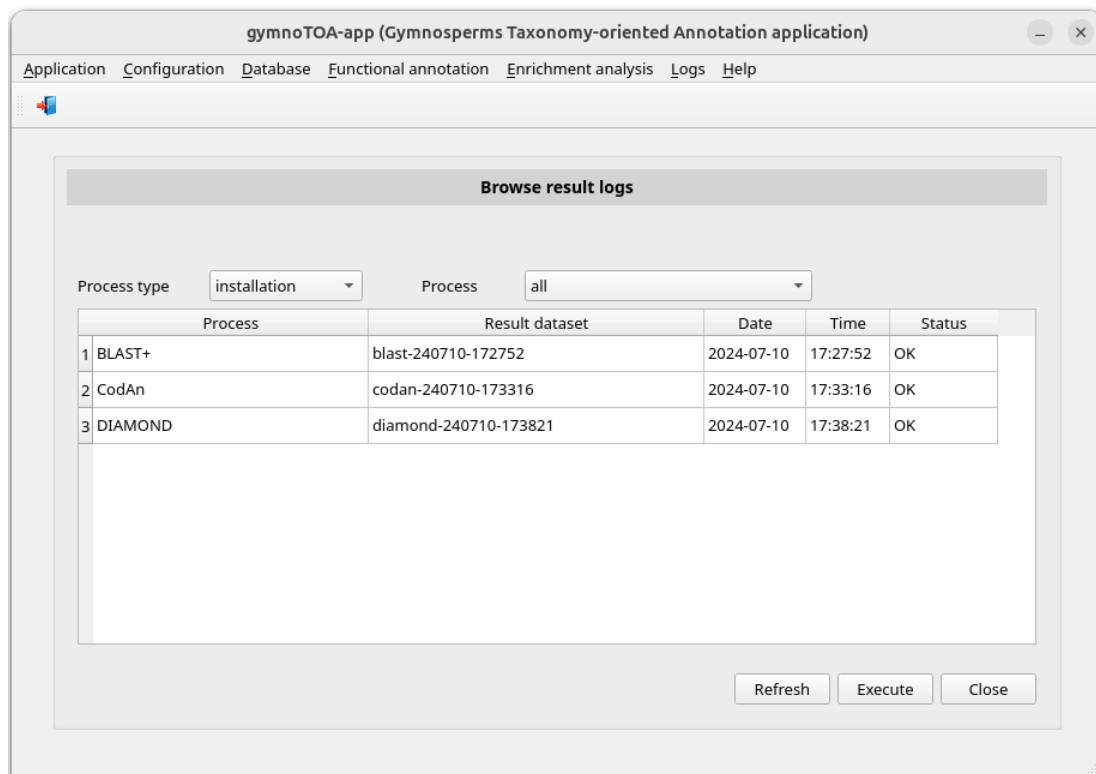 gymnoTOA-app (Gymnosperms Taxonomy-oriented Annotation application)
Application Configuration Database Functional annotation Enrichment analysis Logs Help
Browse result logs
Process type installation Process all
Process Result dataset Date Time Status
1 BLAST+ blast-240710-172752 2024-07-10 17:27:52 OK
2 CodAn codan-240710-173316 2024-07-10 17:33:16 OK
3 DIAMOND diamond-240710-173821 2024-07-10 17:38:21 OK
Refresh Execute Close